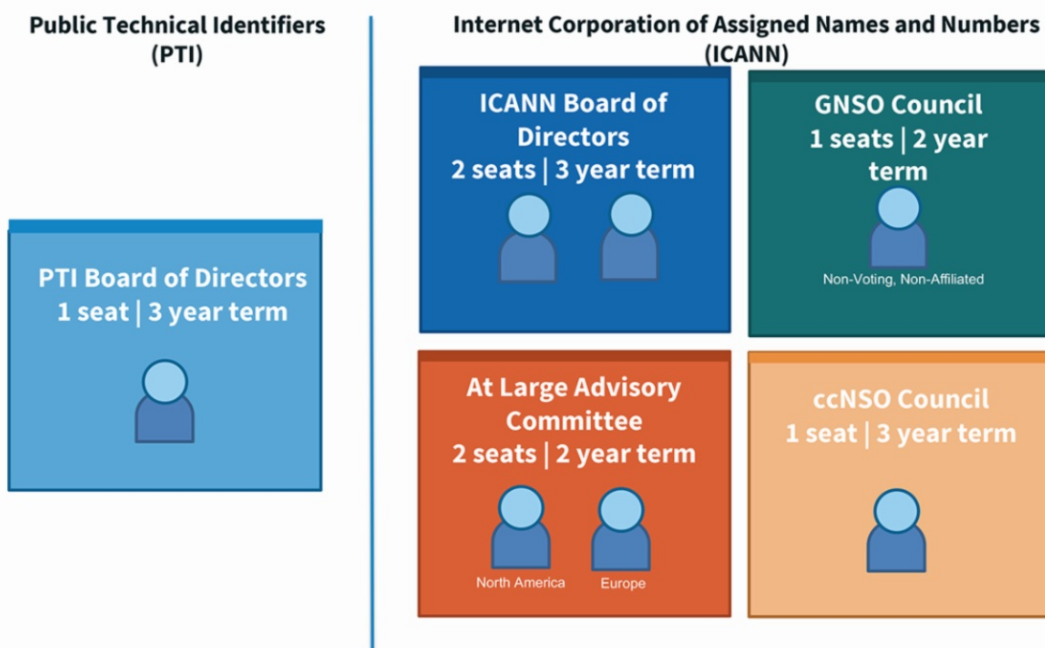 Public Technical Identifiers
(PTI)
Internet Corporation of Assigned Names and Numbers
(ICANN)
PTI Board of Directors
1 seat | 3 year term
ICANN Board of
Directors
2 seats | 3 year term
GNSO Council
1 seats | 2 year
term
Non-Voting, Non-Affiliated
At Large Advisory
Committee
2 seats | 2 year term
North America
Europe
ccNSO Council
1 seat | 3 year term